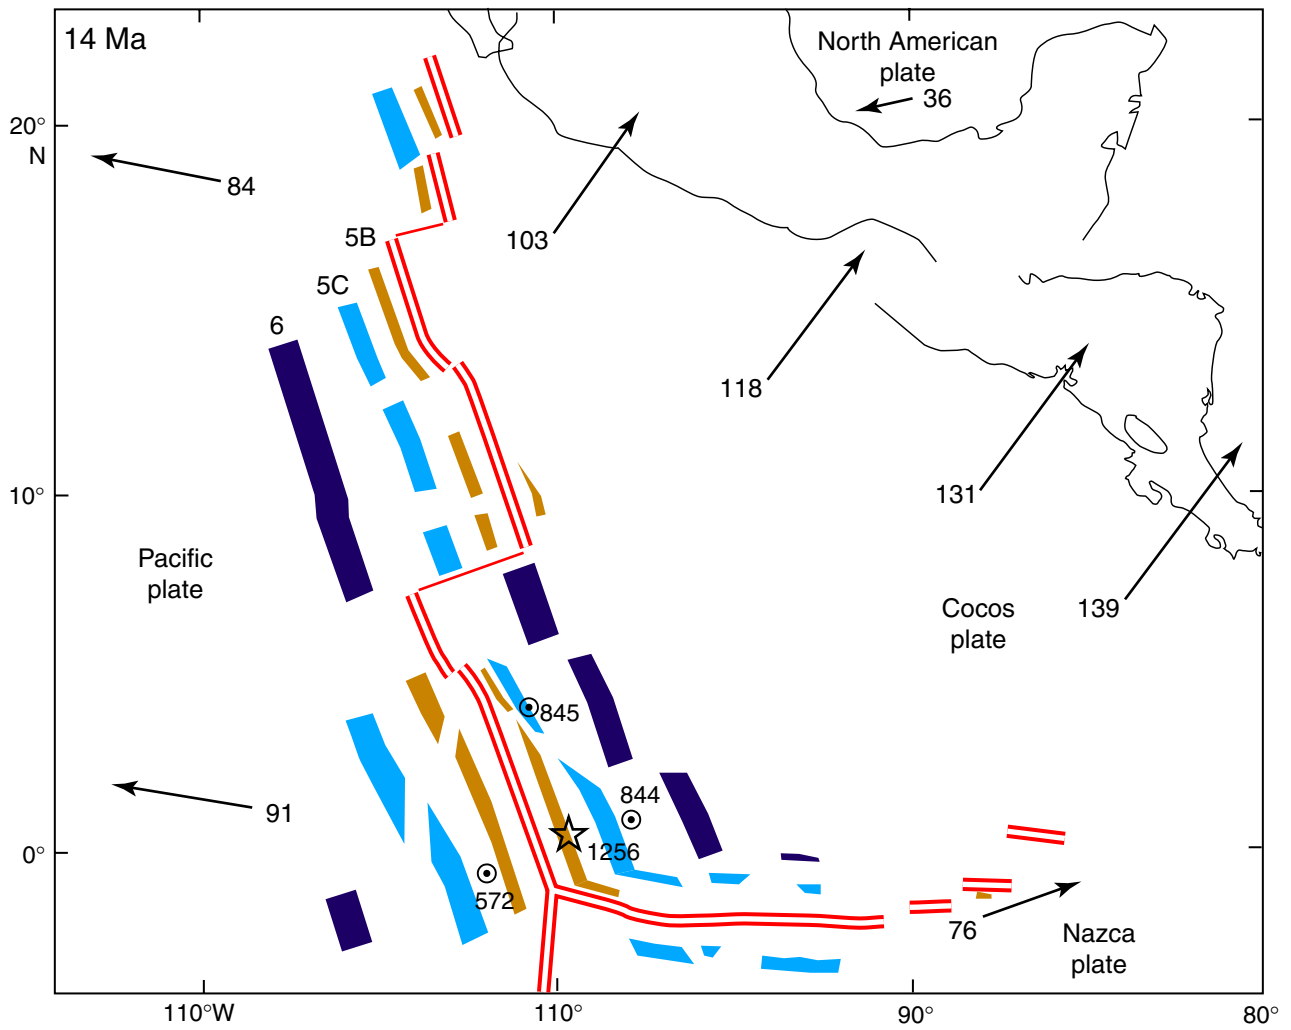 14 Ma
North American
plate
36
20°
N
84
103
5B
5C
6
118
131
10°
139
Pacific
plate
Cocos
plate
845
844
91
1256
0°
572
76
Nazca
plate
110°W
110°
90°
80°